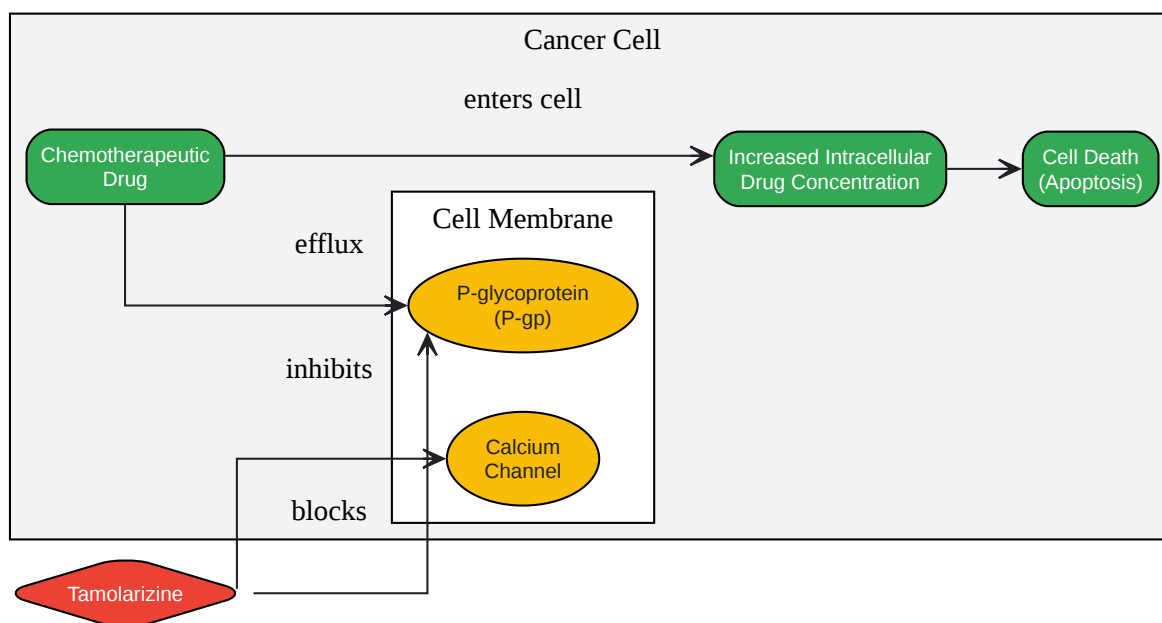 Cancer Cell
enters cell
Chemotherapeutic
Drug
Increased Intracellular
Drug Concentration
Cell Death
(Apoptosis)
Cell Membrane
efflux
P-glycoprotein
(P-gp)
inhibits
Calcium
Channel
blocks
Tamolarizine